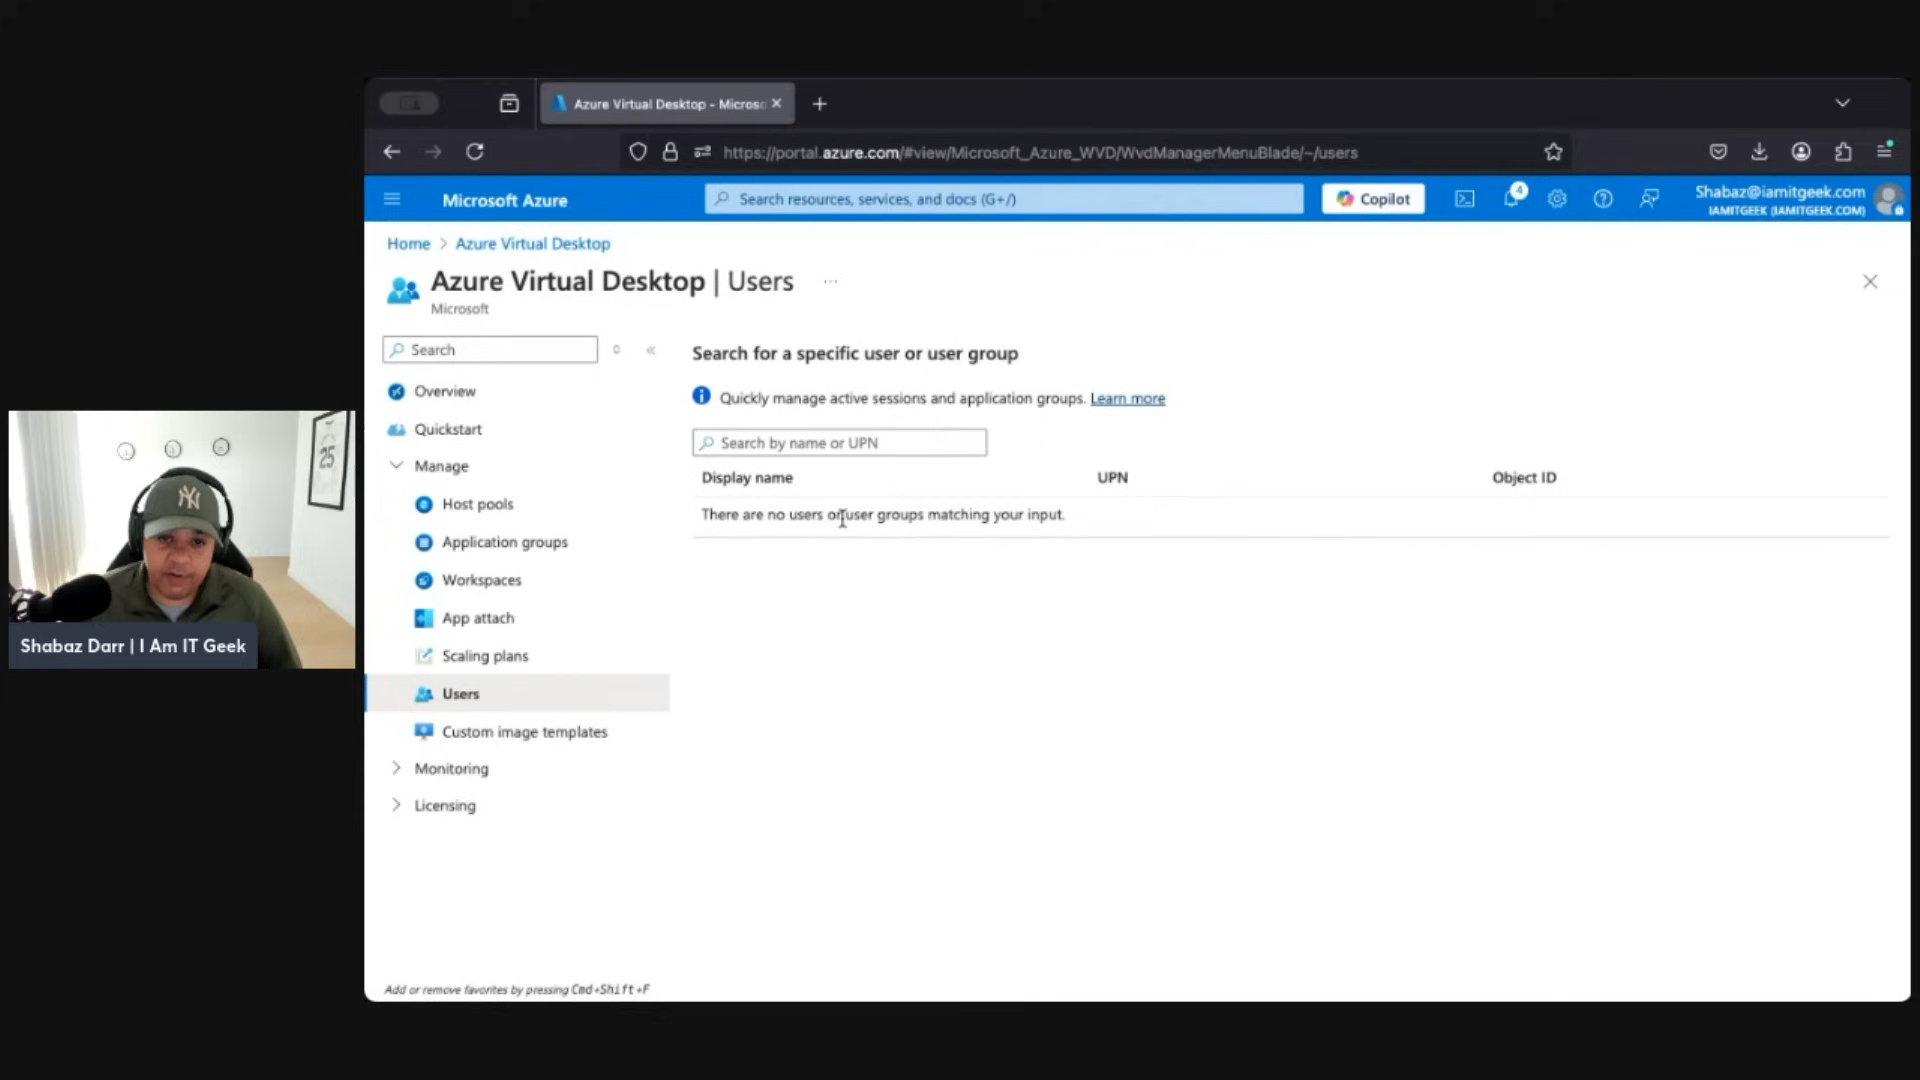 Azure Virtual Desktop - Micros
https://portal.azure.com/#view/Microsoft_Azure_WVD/WvdManagerMenuBlade/~/users
Microsoft Azure
Search resources, services, and docs (G+/)
Copilot
4
Shabaz@iamitgeek.com
IAMITGEEK (IAMITGEEK.COM)
Home > Azure Virtual Desktop
Azure Virtual Desktop | Users ...
Microsoft
Search
Overview
Quickstart
Manage
Host pools
Application groups
Workspaces
App attach
Scaling plans
Users
Custom image templates
Monitoring
Licensing
Add or remove favorites by pressing Cmd+Shift+F
Search for a specific user or user group
Quickly manage active sessions and application groups. Learn more
Search by name or UPN
Display name UPN Object ID
There are no users or user groups matching your input.
25
NY
Shabaz Darr | I Am IT Geek